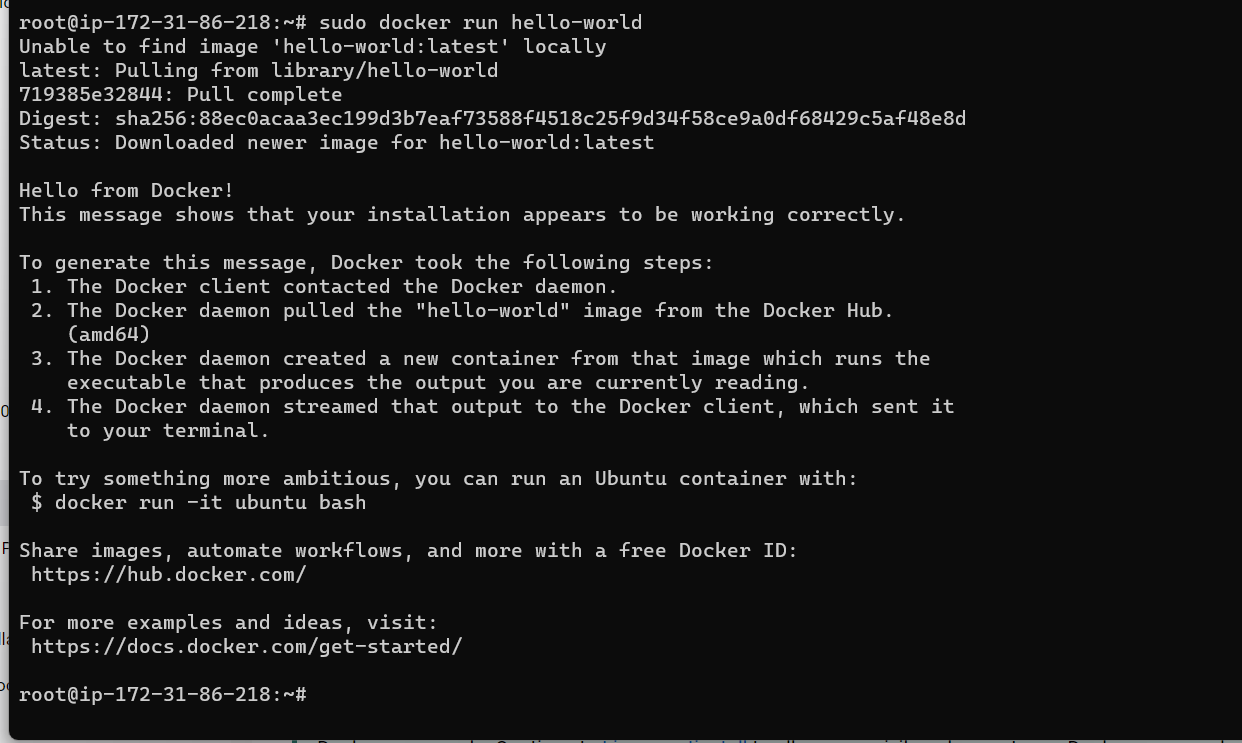 root@ip-172-31-86-218:~# sudo docker run hello-world
Unable to find image 'hello-world:latest' locally
latest: Pulling from library/hello-world
719385e32844: Pull complete
Digest: sha256:88ec0acaa3ec199d3b7eaf73588f4518c25f9d34f58ce9a0df68429c5af48e8d
Status: Downloaded newer image for hello-world:latest
Hello from Docker!
This message shows that your installation appears to be working correctly.
To generate this message, Docker took the following steps:
1. The Docker client contacted the Docker daemon.
2. The Docker daemon pulled the "hello-world" image from the Docker Hub.
(amd64)
3. The Docker daemon created a new container from that image which runs the
executable that produces the output you are currently reading.
4. The Docker daemon streamed that output to the Docker client, which sent it
to your terminal.
To try something more ambitious, you can run an Ubuntu container with:
$ docker run -it ubuntu bash
Share images, automate workflows, and more with a free Docker ID:
https://hub.docker.com/
For more examples and ideas, visit:
https://docs.docker.com/get-started/
root@ip-172-31-86-218:~#